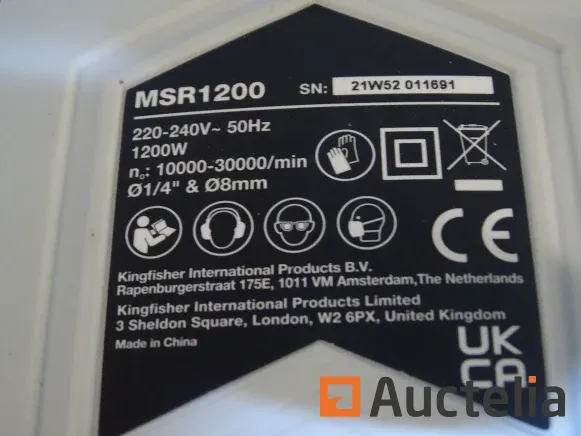 MSR1200 SN: 21W52 011691
220-240V~ 50Hz
1200W
n₀: 10000-30000/min
Ø1/4" & Ø8mm
CE
Kingfisher International Products B.V.
Rapenburgerstraat 175E, 1011 VM Amsterdam,The Netherlands
Kingfisher International Products Limited
3 Sheldon Square, London, W2 6PX, United Kingdom
Made in China
UK
CA
Auctelia